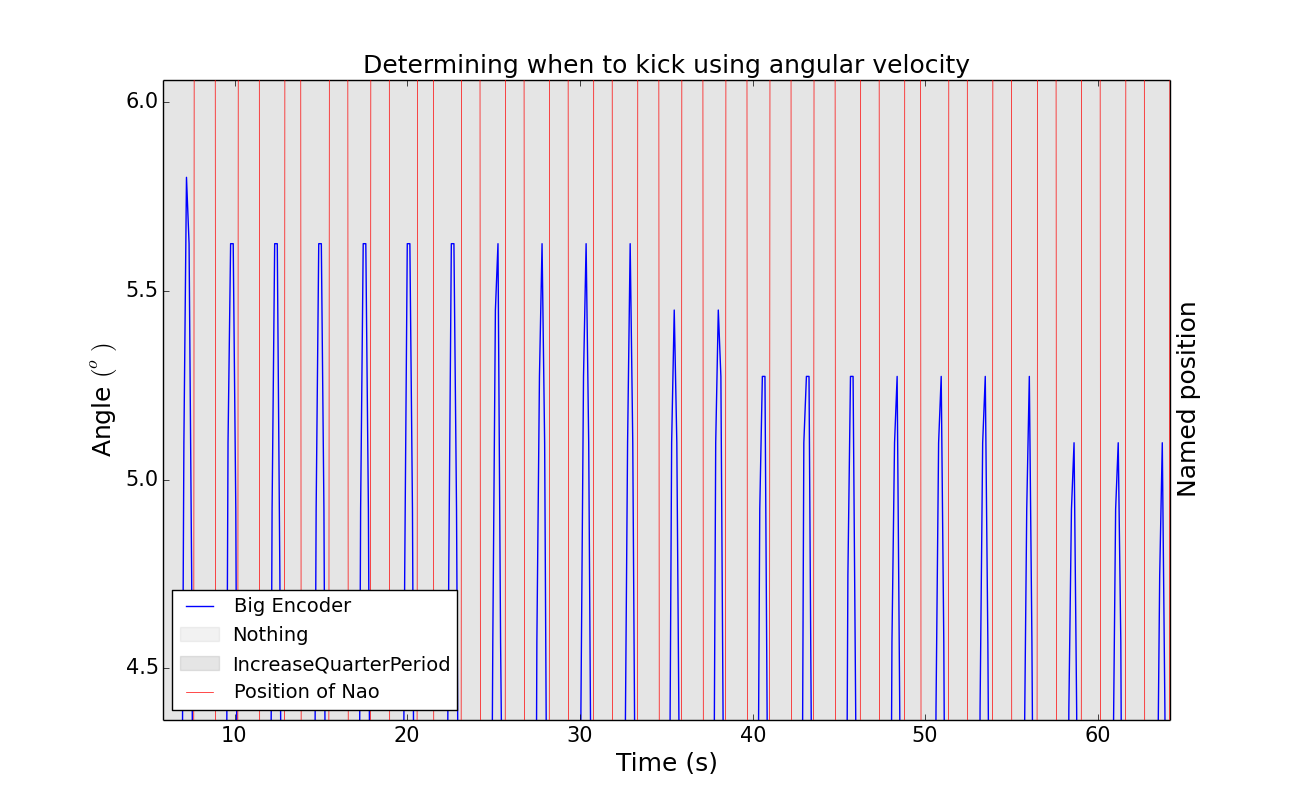 Determining when to kick using angular velocity
6.0
5.5
5.0
4.5
Angle (°)
Named position
Big Encoder
Nothing
IncreaseQuarterPeriod
Position of Nao
10 20 30 40 50 60
Time (s)